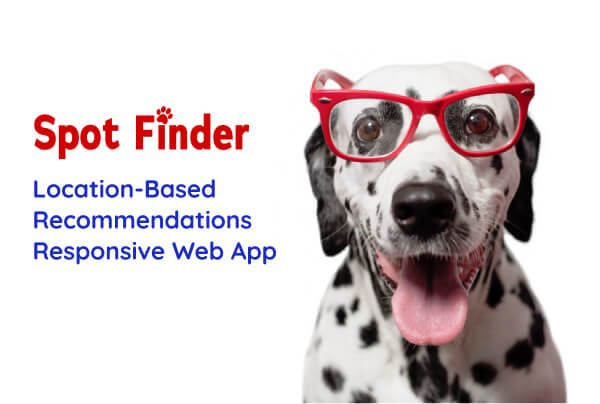 Spot Finder
Location-Based
Recommendations
Responsive Web App